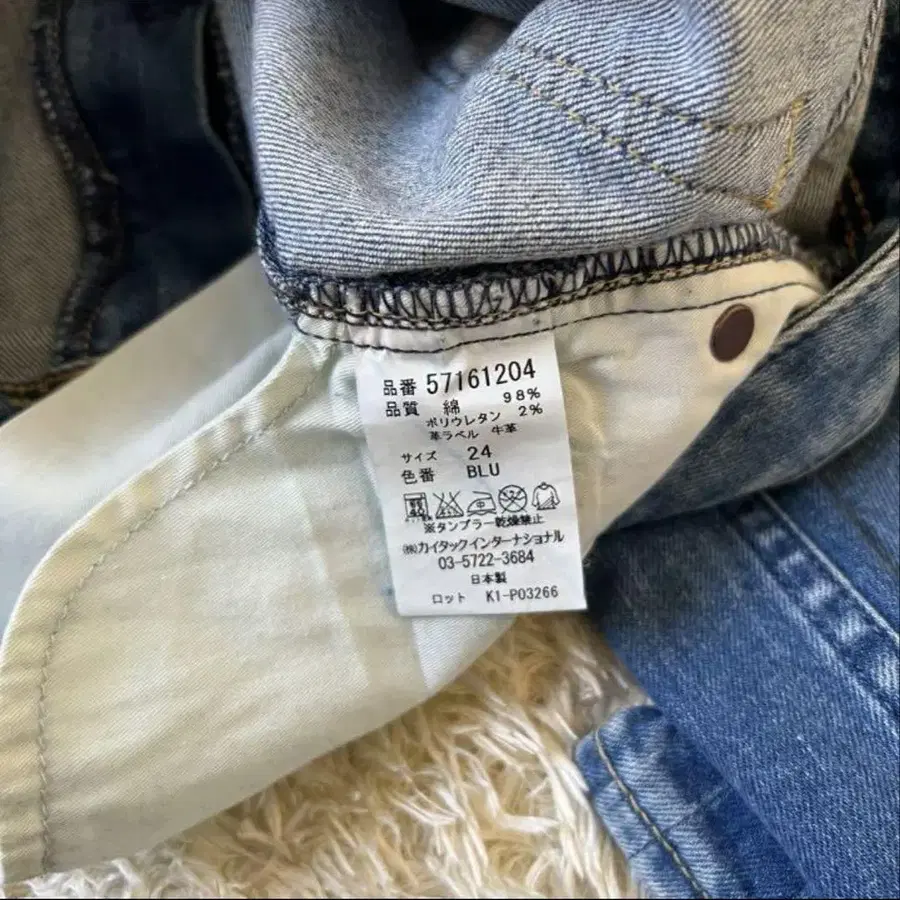 品番 57161204
品質 綿 98%
ポリウレタン 2%
革ラベル 牛革
サイズ 24
色番 BLU
※タンブラー乾燥禁止
㈱カイタックインターナショナル
03-5722-3684
日本製
ロット K1-P03266